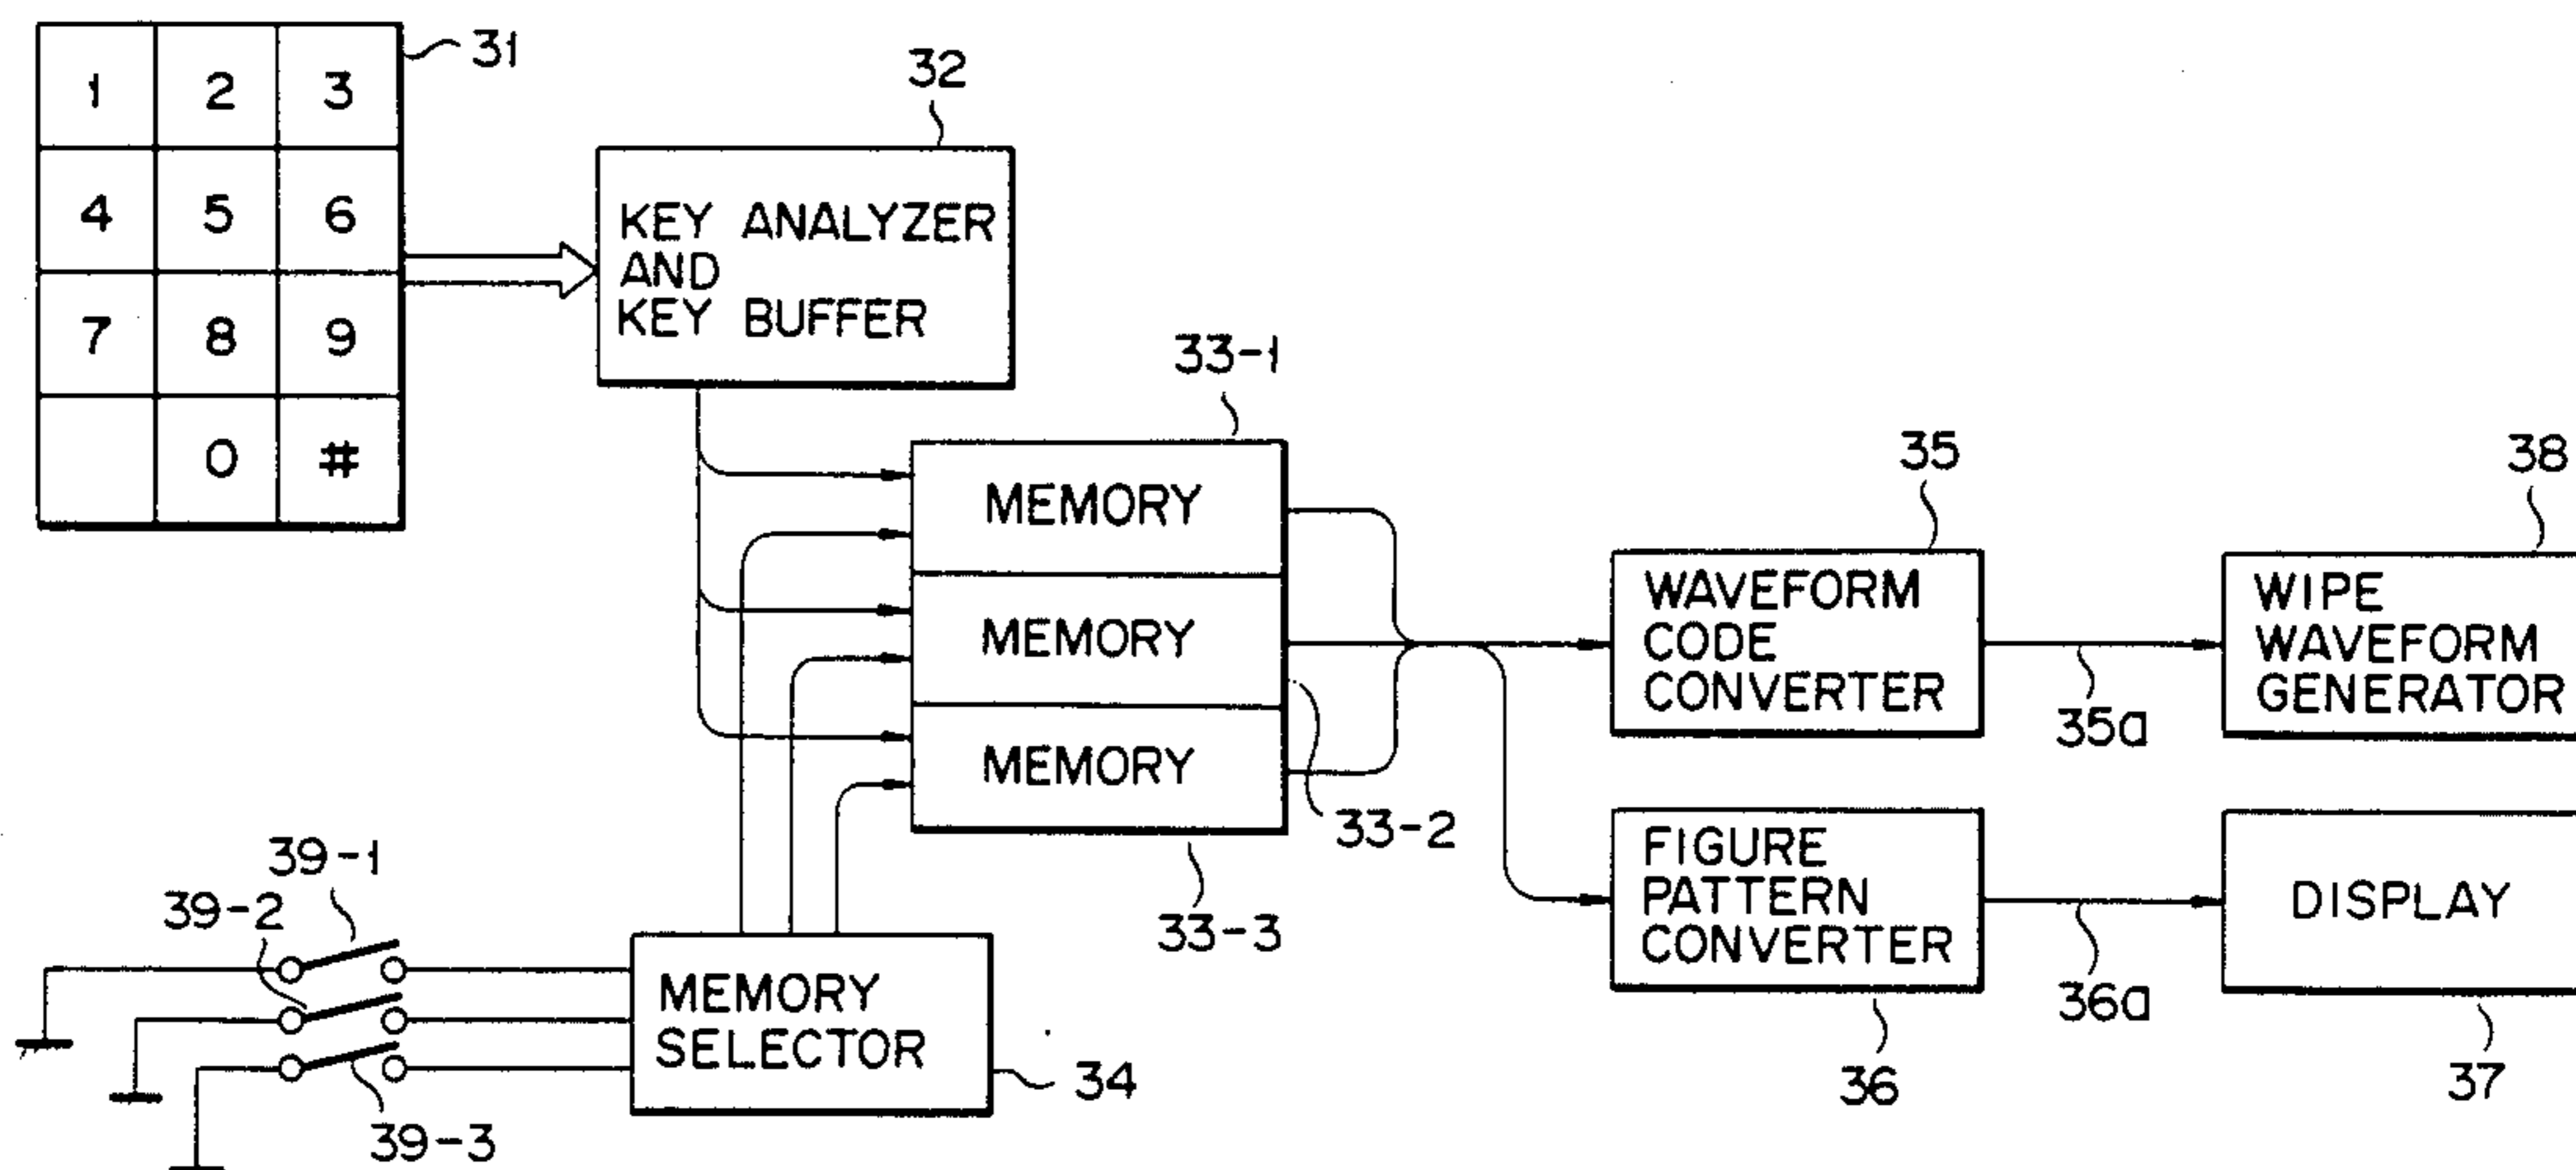 31
1 2 3
4 5 6
7 8 9
0 #
32
KEY ANALYZER
AND
KEY BUFFER
33-1
MEMORY
MEMORY
MEMORY
33-2
33-3
35
WAVEFORM
CODE
CONVERTER
35a
38
WIPE
WAVEFORM
GENERATOR
FIGURE
PATTERN
CONVERTER
36
36a
DISPLAY
37
39-1
39-2
39-3
MEMORY
SELECTOR
34